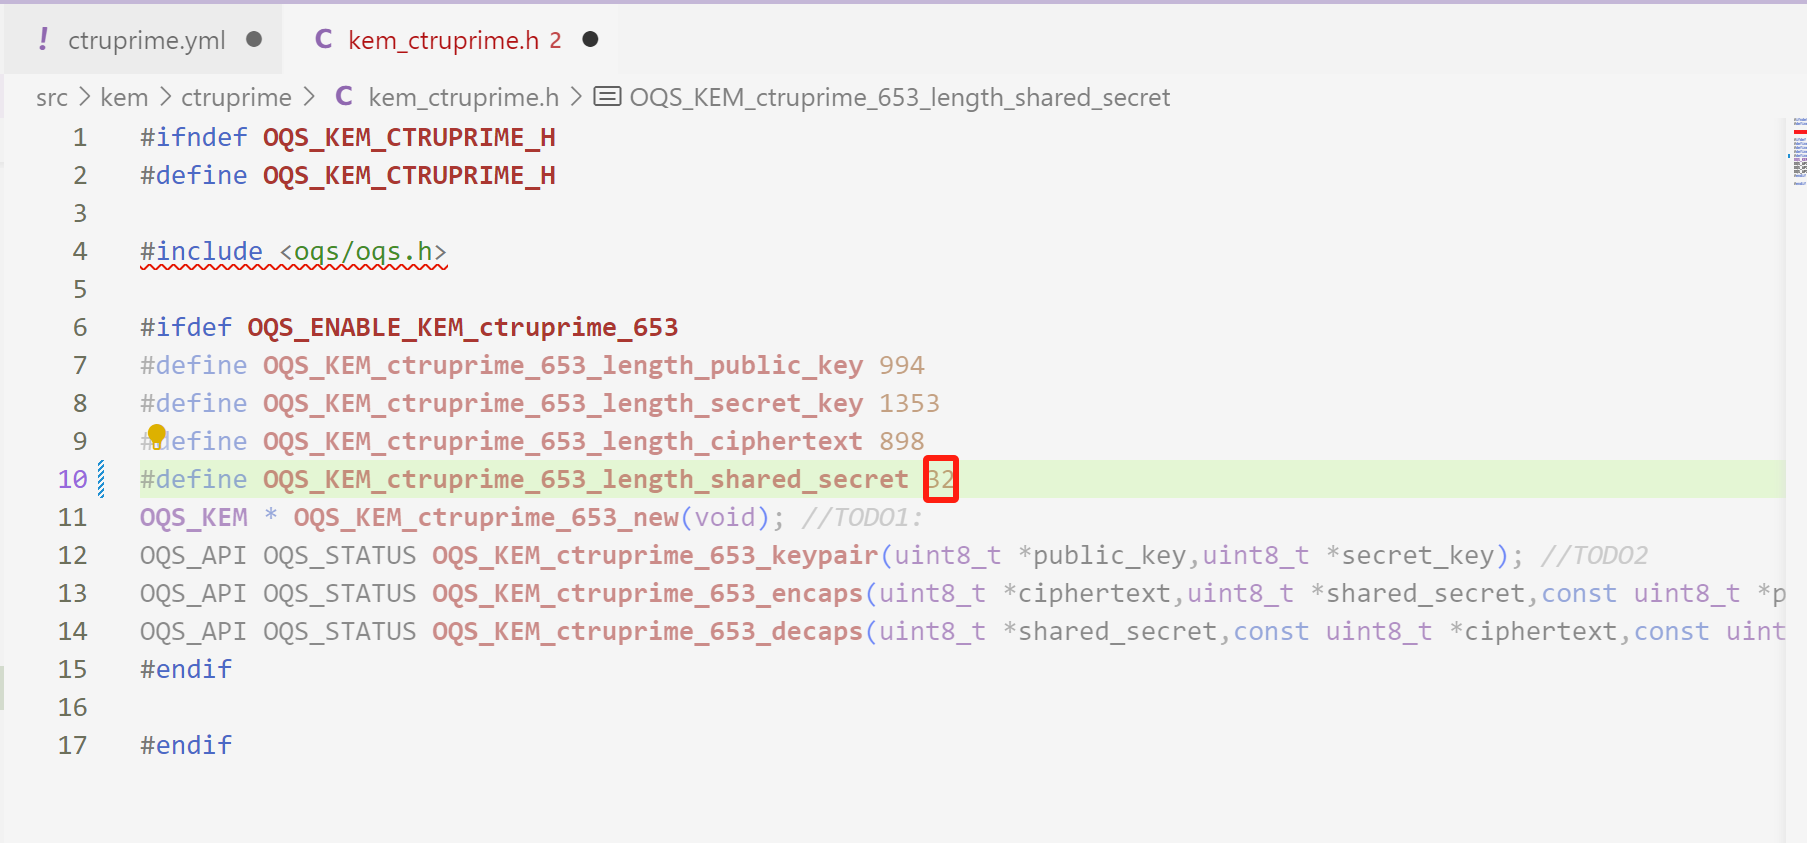 ! ctruprime.yml
C kem_ctruprime.h 2
src > kem > ctruprime > C kem_ctruprime.h > OQS_KEM_ctruprime_653_length_shared_secret
1 #ifndef OQS_KEM_CTRUPRIME_H
2 #define OQS_KEM_CTRUPRIME_H
3
4 #include <oqs/oqs.h>
5
6 #ifdef OQS_ENABLE_KEM_ctruprime_653
7 #define OQS_KEM_ctruprime_653_length_public_key 994
8 #define OQS_KEM_ctruprime_653_length_secret_key 1353
9 #define OQS_KEM_ctruprime_653_length_ciphertext 898
10 #define OQS_KEM_ctruprime_653_length_shared_secret 32
11 OQS_KEM * OQS_KEM_ctruprime_653_new(void); //TODO1:
12 OQS_API OQS_STATUS OQS_KEM_ctruprime_653_keypair(uint8_t *public_key,uint8_t *secret_key); //TODO2
13 OQS_API OQS_STATUS OQS_KEM_ctruprime_653_encaps(uint8_t *ciphertext,uint8_t *shared_secret,const uint8_t *p
14 OQS_API OQS_STATUS OQS_KEM_ctruprime_653_decaps(uint8_t *shared_secret,const uint8_t *ciphertext,const uint
15 #endif
16
17 #endif